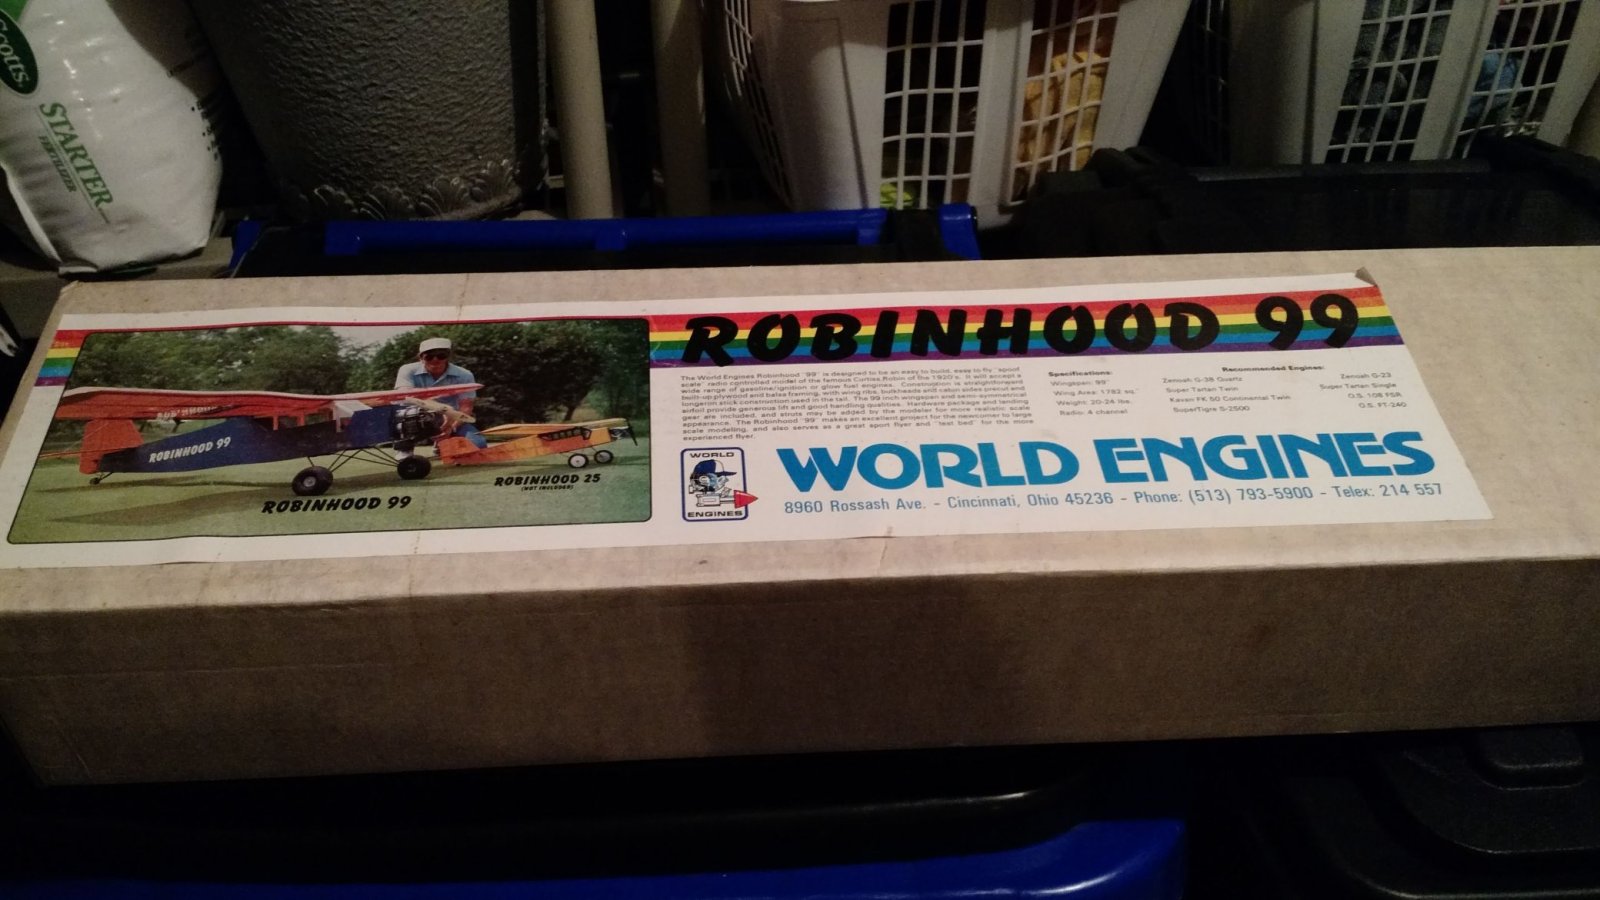 Scotts
STARTER
FERTILIZER
ROBINHOOD 99
ROBINHOOD
ROBINHOOD 99
ROBINHOOD 99
ROBINHOOD 25
(NOT INCLUDED)
The World Engines Robinhood "99" is designed to be an easy to build, easy to fly "spoof
scale" radio controlled model of the famous Curtiss Robin of the 1920's. It will accept a
wide range of gasoline/ignition or glow fuel engines. Construction is straightforward
built-up plywood and balsa framing, with wing ribs, bulkheads and cabin sides precut and
longeron stick construction used in the tail. The 99 inch wingspan and semi-symmetrical
airfoil provide generous lift and good handling qualities. Hardware package and landing
gear are included, and struts may be added by the modeler for more realistic scale
appearance. The Robinhood "99" makes an excellent project for the newcomer to large
scale modeling, and also serves as a great sport flyer and "test bed" for the more
experienced flyer.
Specifications:
Wingspan: 99"
Wing Area: 1782 sq."
Weight: 20-24 lbs.
Radio: 4 channel
Recommended Engines:
Zenoah G-38 Quartz
Super Tartan Twin
Kavan FK 50 Continental Twin
SuperTigre S-2500
Zenoah G-23
Super Tartan Single
O.S. 108 FSR
O.S. FT-240
WORLD
ENGINES
WORLD ENGINES
8960 Rossash Ave. - Cincinnati, Ohio 45236 - Phone: (513) 793-5900 - Telex: 214 557